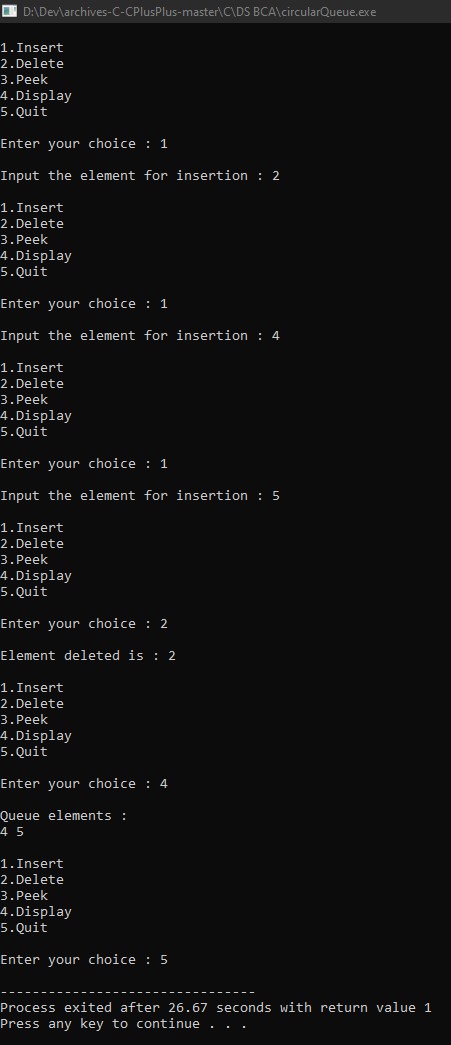 D:\Dev\archives-C-CPlusPlus-master\C\DS BCA\circularQueue.exe
1.Insert
2.Delete
3.Peek
4.Display
5.Quit
Enter your choice : 1
Input the element for insertion : 2
1.Insert
2.Delete
3.Peek
4.Display
5.Quit
Enter your choice : 1
Input the element for insertion : 4
1.Insert
2.Delete
3.Peek
4.Display
5.Quit
Enter your choice : 1
Input the element for insertion : 5
1.Insert
2.Delete
3.Peek
4.Display
5.Quit
Enter your choice : 2
Element deleted is : 2
1.Insert
2.Delete
3.Peek
4.Display
5.Quit
Enter your choice : 4
Queue elements :
4 5
1.Insert
2.Delete
3.Peek
4.Display
5.Quit
Enter your choice : 5
--------------------------------
Process exited after 26.67 seconds with return value 1
Press any key to continue . . .